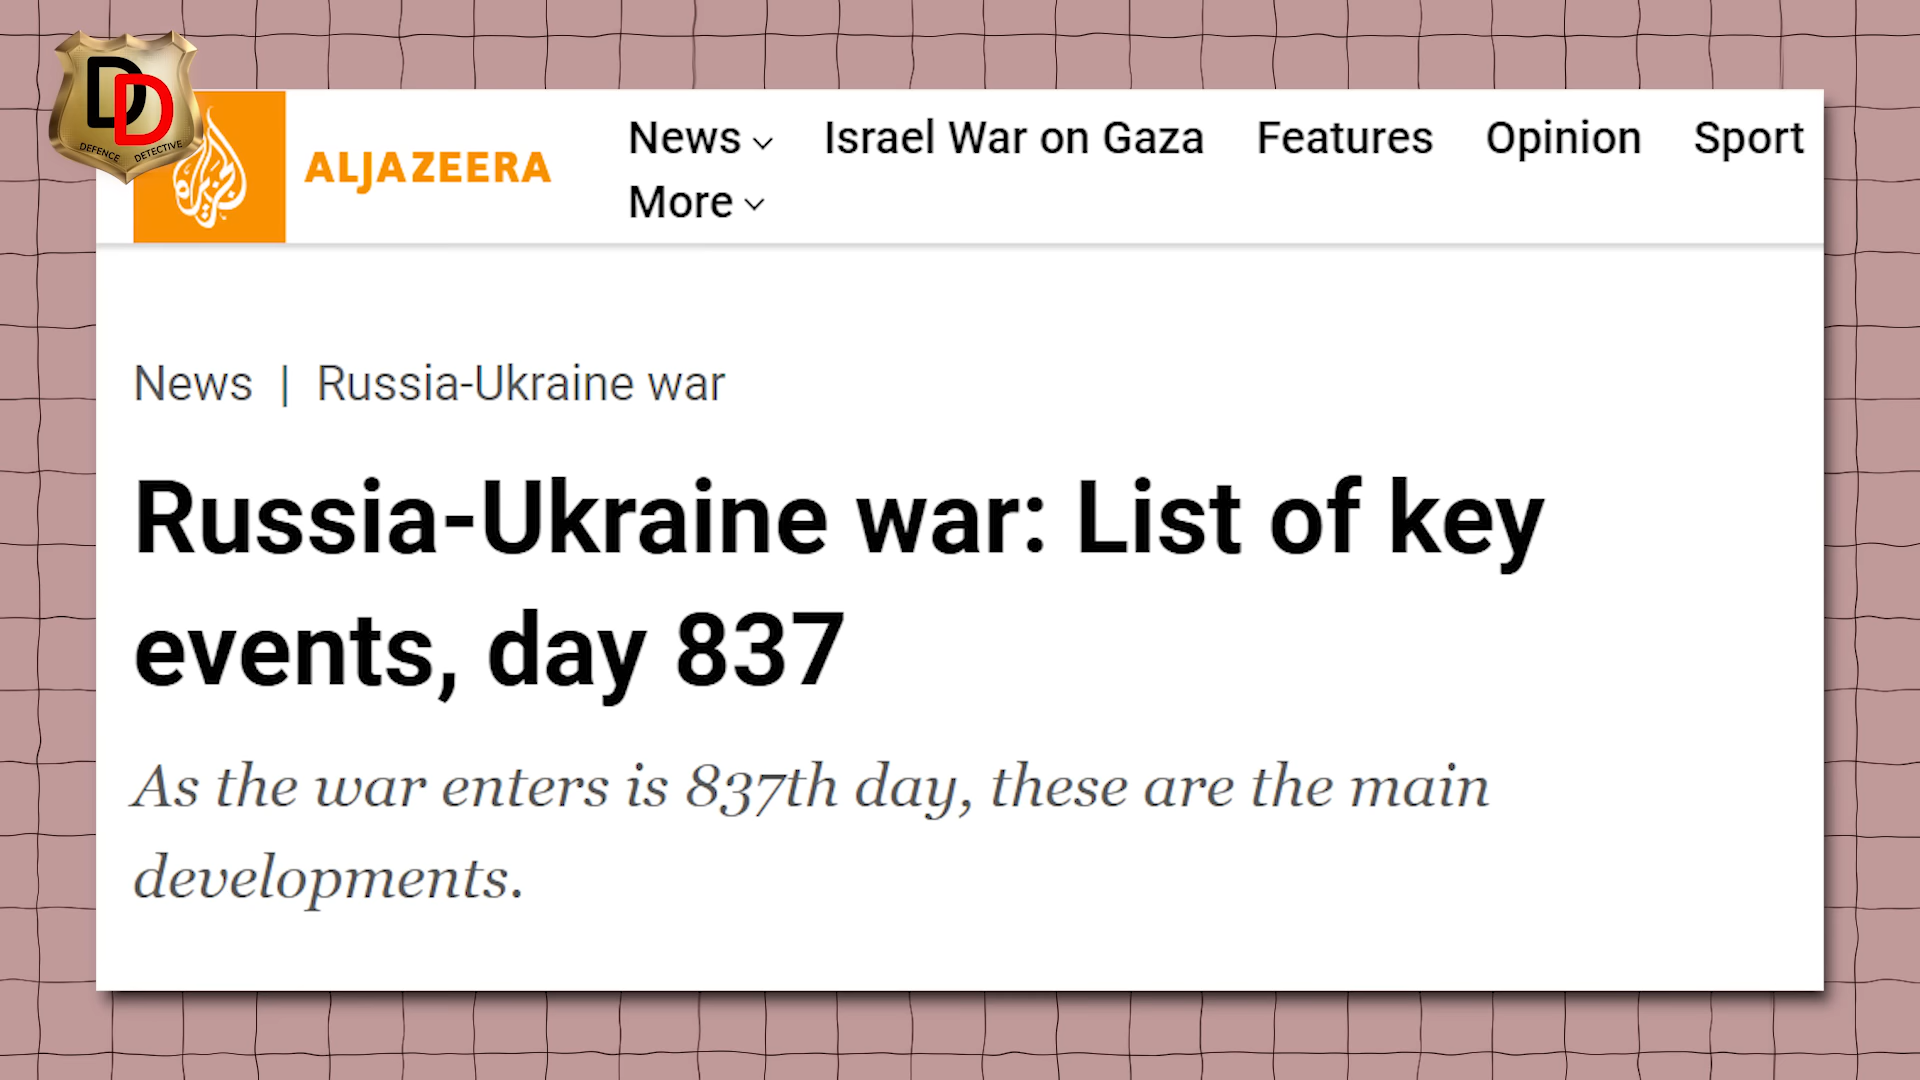 DD
DEFENCE DETECTIVE
ALJAZEERA
News Israel War on Gaza Features Opinion Sport
More
News | Russia-Ukraine war
Russia-Ukraine war: List of key
events, day 837
As the war enters is 837th day, these are the main
developments.